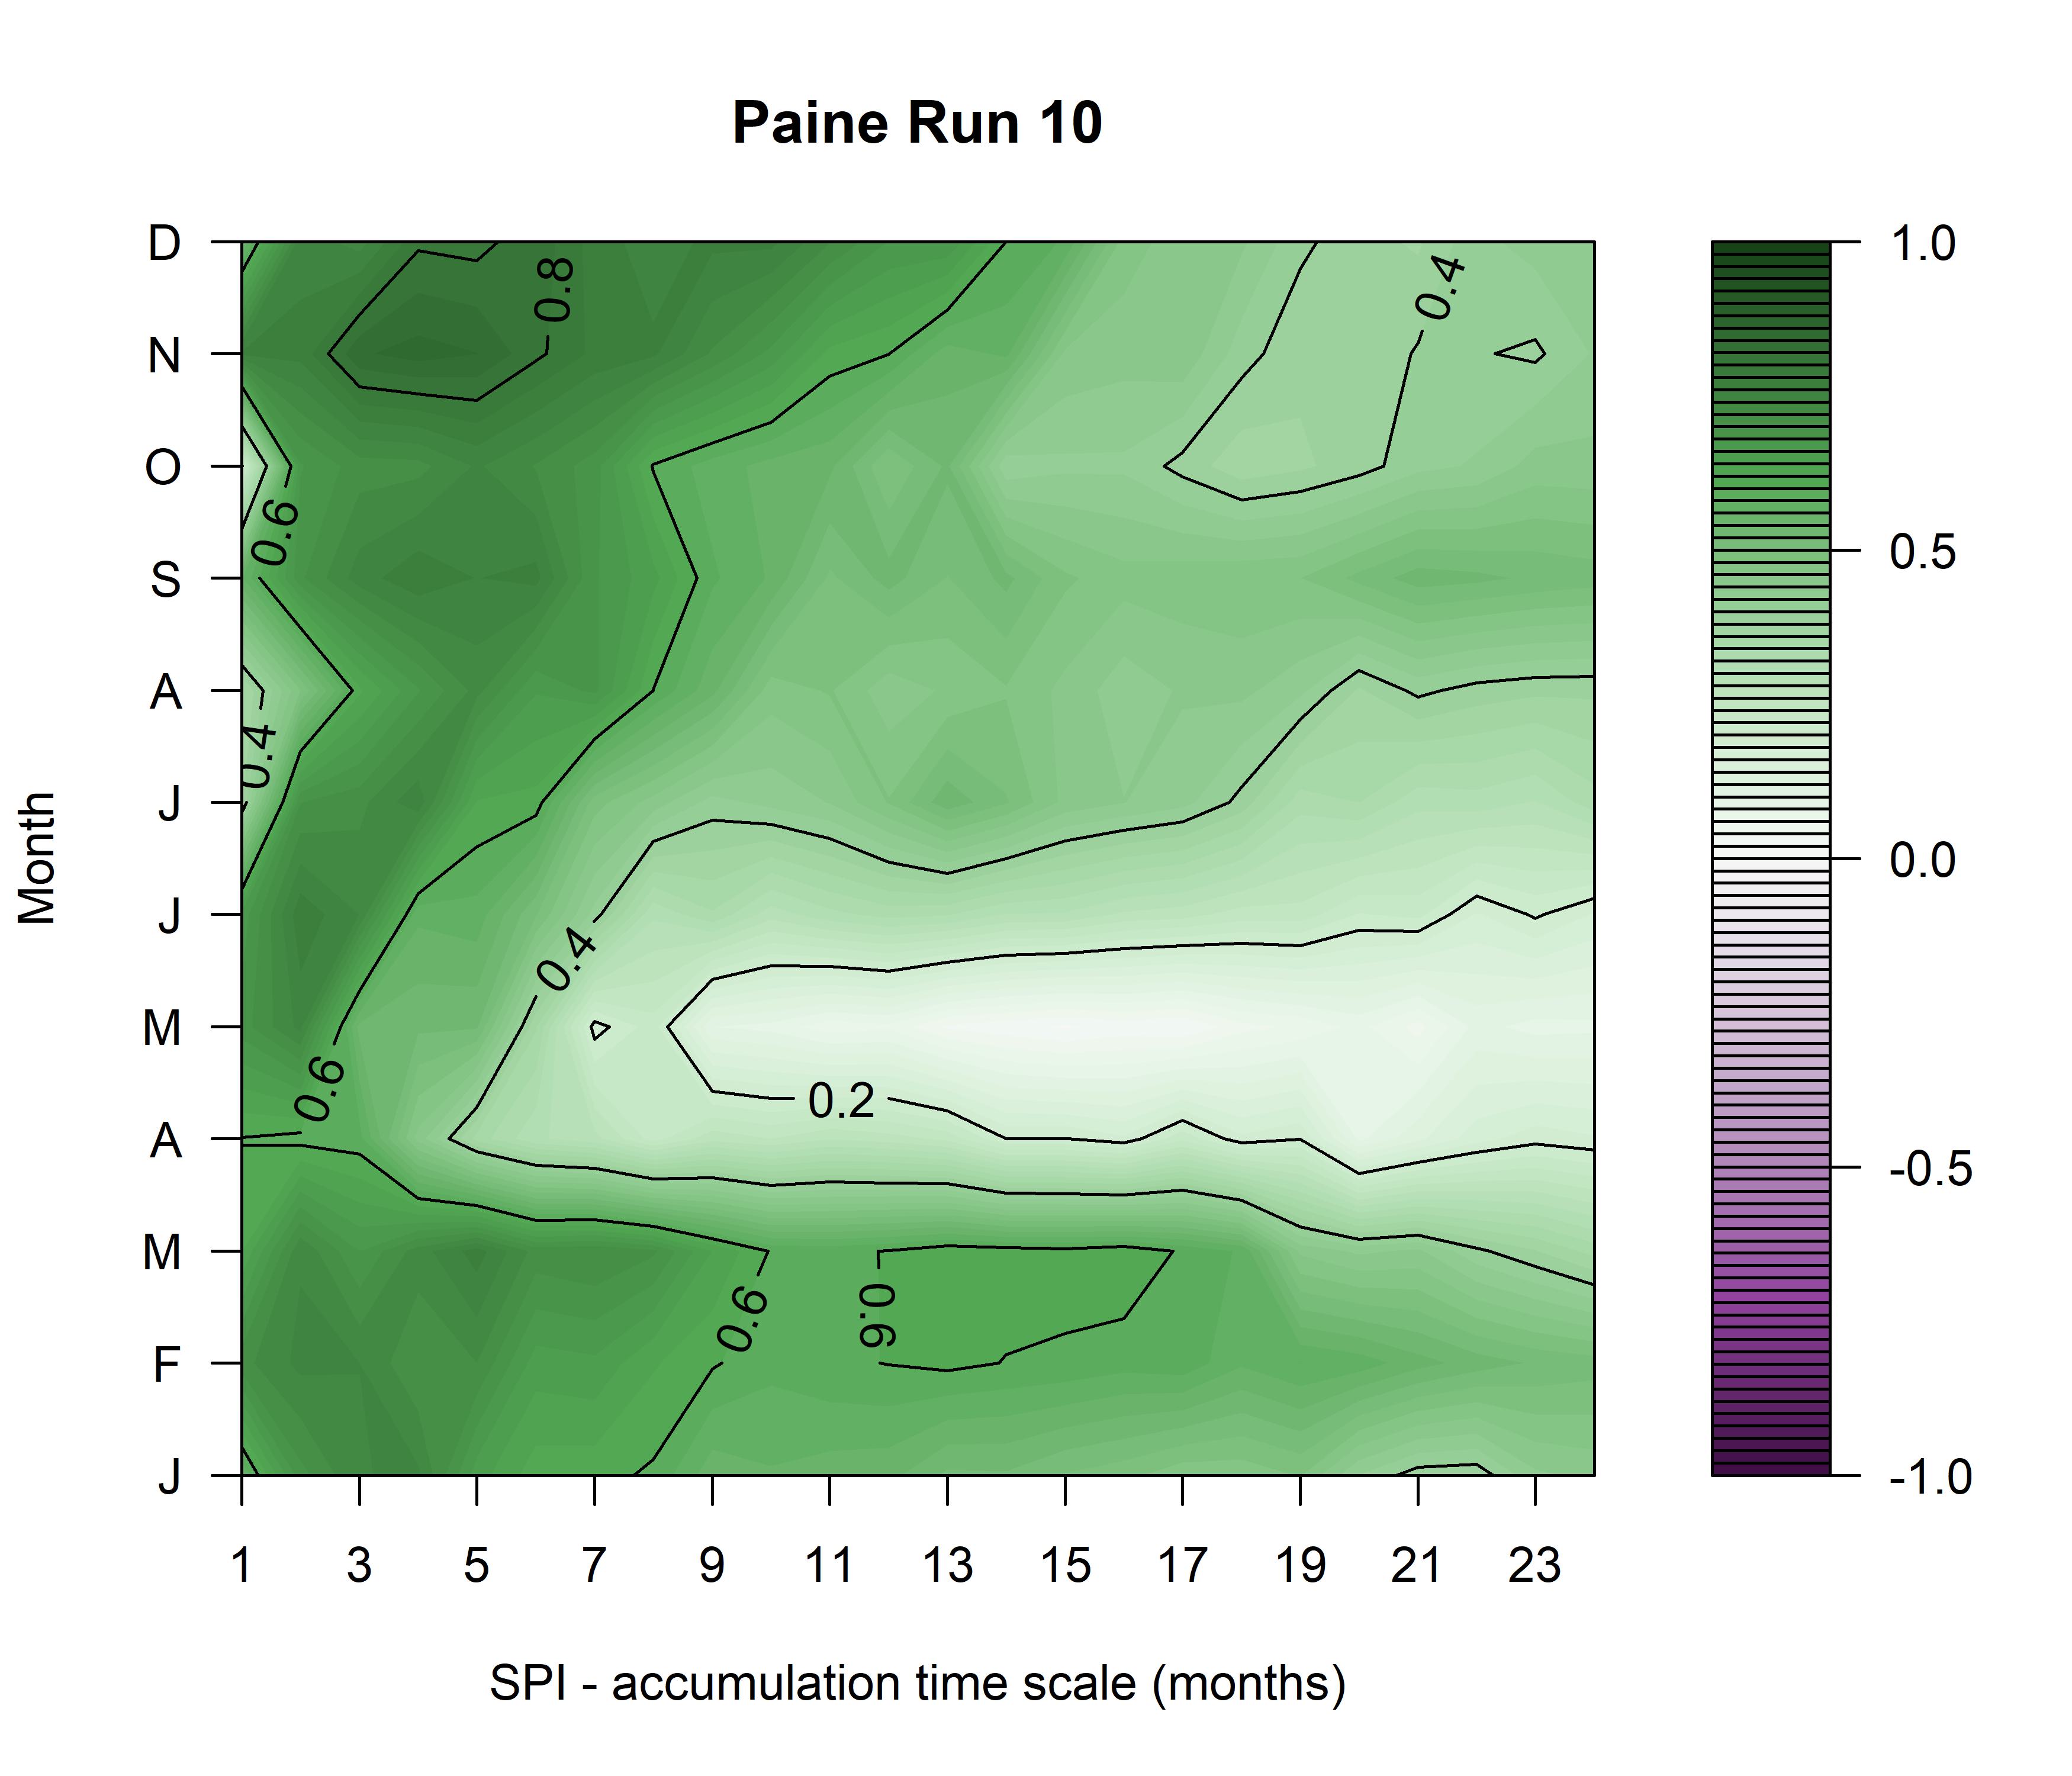 Paine Run 10
D
N
O
S
A
J
J
M
A
M
F
J
Month
0.8
0.4
0.6
0.4
0.4
0.6
0.2
0.6
0.6
1 3 5 7 9 11 13 15 17 19 21 23
SPI - accumulation time scale (months)
1.0
0.5
0.0
-0.5
-1.0